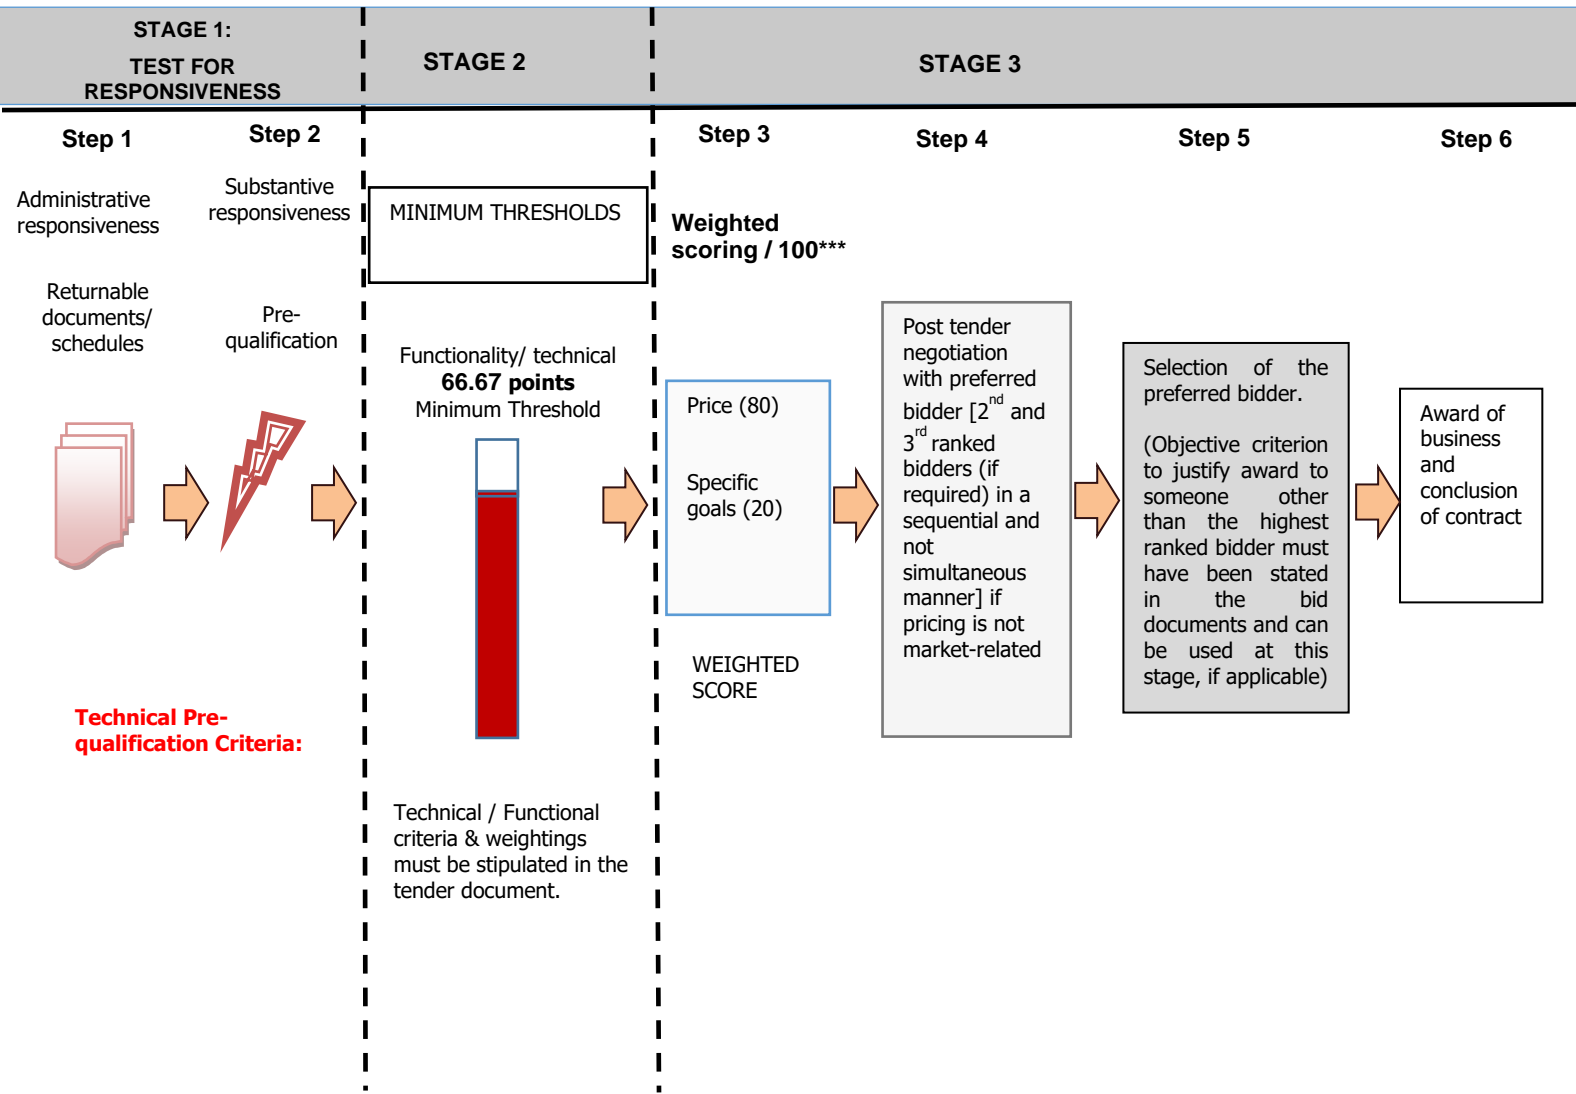 STAGE 1:
TEST FOR
RESPONSIVENESS
STAGE 2
STAGE 3
Step 1
Step 2
Step 3
Step 4
Step 5
Step 6
Administrative
responsiveness
Returnable
documents/
schedules
Substantive
responsiveness
Pre-
qualification
Technical Pre-
qualification Criteria:
MINIMUM THRESHOLDS
Functionality/ technical
66.67 points
Minimum Threshold
Technical / Functional
criteria & weightings
must be stipulated in the
tender document.
Weighted
scoring / 100***
Price (80)
Specific
goals (20)
WEIGHTED
SCORE
Post tender
negotiation
with preferred
bidder [2nd and
3rd ranked
bidders (if
required) in a
sequential and
not
simultaneous
manner] if
pricing is not
market-related
Selection of the
preferred bidder.
(Objective criterion
to justify award to
someone other
than the highest
ranked bidder must
have been stated
in the bid
documents and can
be used at this
stage, if applicable)
Award of
business
and
conclusion
of contract